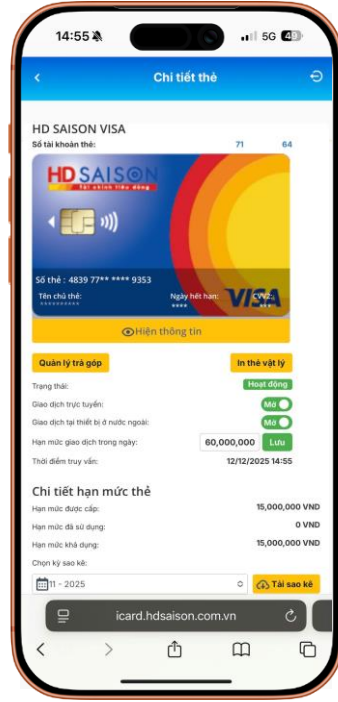 14:55
5G 49
Chi tiết thẻ
HD SAISON VISA
Số tài khoản thẻ: 71 64
HD SAISON
Tài chính tiêu dùng
Số thẻ : 4839 77** **** 9353
Tên chủ thẻ: Ngày hết hạn: CVV2:
********** **** ***
VISA
Hiện thông tin
Quản lý trả góp In thẻ vật lý
Trạng thái: Hoạt động
Giao dịch trực tuyến: Mở
Giao dịch tại thiết bị ở nước ngoài: Mở
Hạn mức giao dịch trong ngày: 60,000,000 Lưu
Thời điểm truy vấn: 12/12/2025 14:55
Chi tiết hạn mức thẻ
Hạn mức được cấp: 15,000,000 VND
Hạn mức đã sử dụng: 0 VND
Hạn mức khả dụng: 15,000,000 VND
Chọn kỳ sao kê:
11 - 2025 Tải sao kê
icard.hdsaison.com.vn